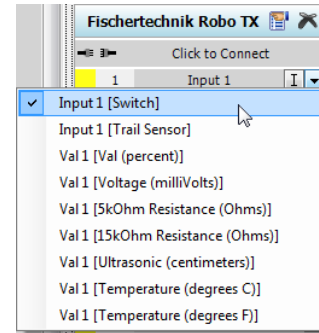 Fischertechnik Robo TX
Click to Connect
1 Input 1 I
Input 1 [Switch]
Input 1 [Trail Sensor]
Val 1 [Val (percent)]
Val 1 [Voltage (milliVolts)]
Val 1 [5kOhm Resistance (Ohms)]
Val 1 [15kOhm Resistance (Ohms)]
Val 1 [Ultrasonic (centimeters)]
Val 1 [Temperature (degrees C)]
Val 1 [Temperature (degrees F)]